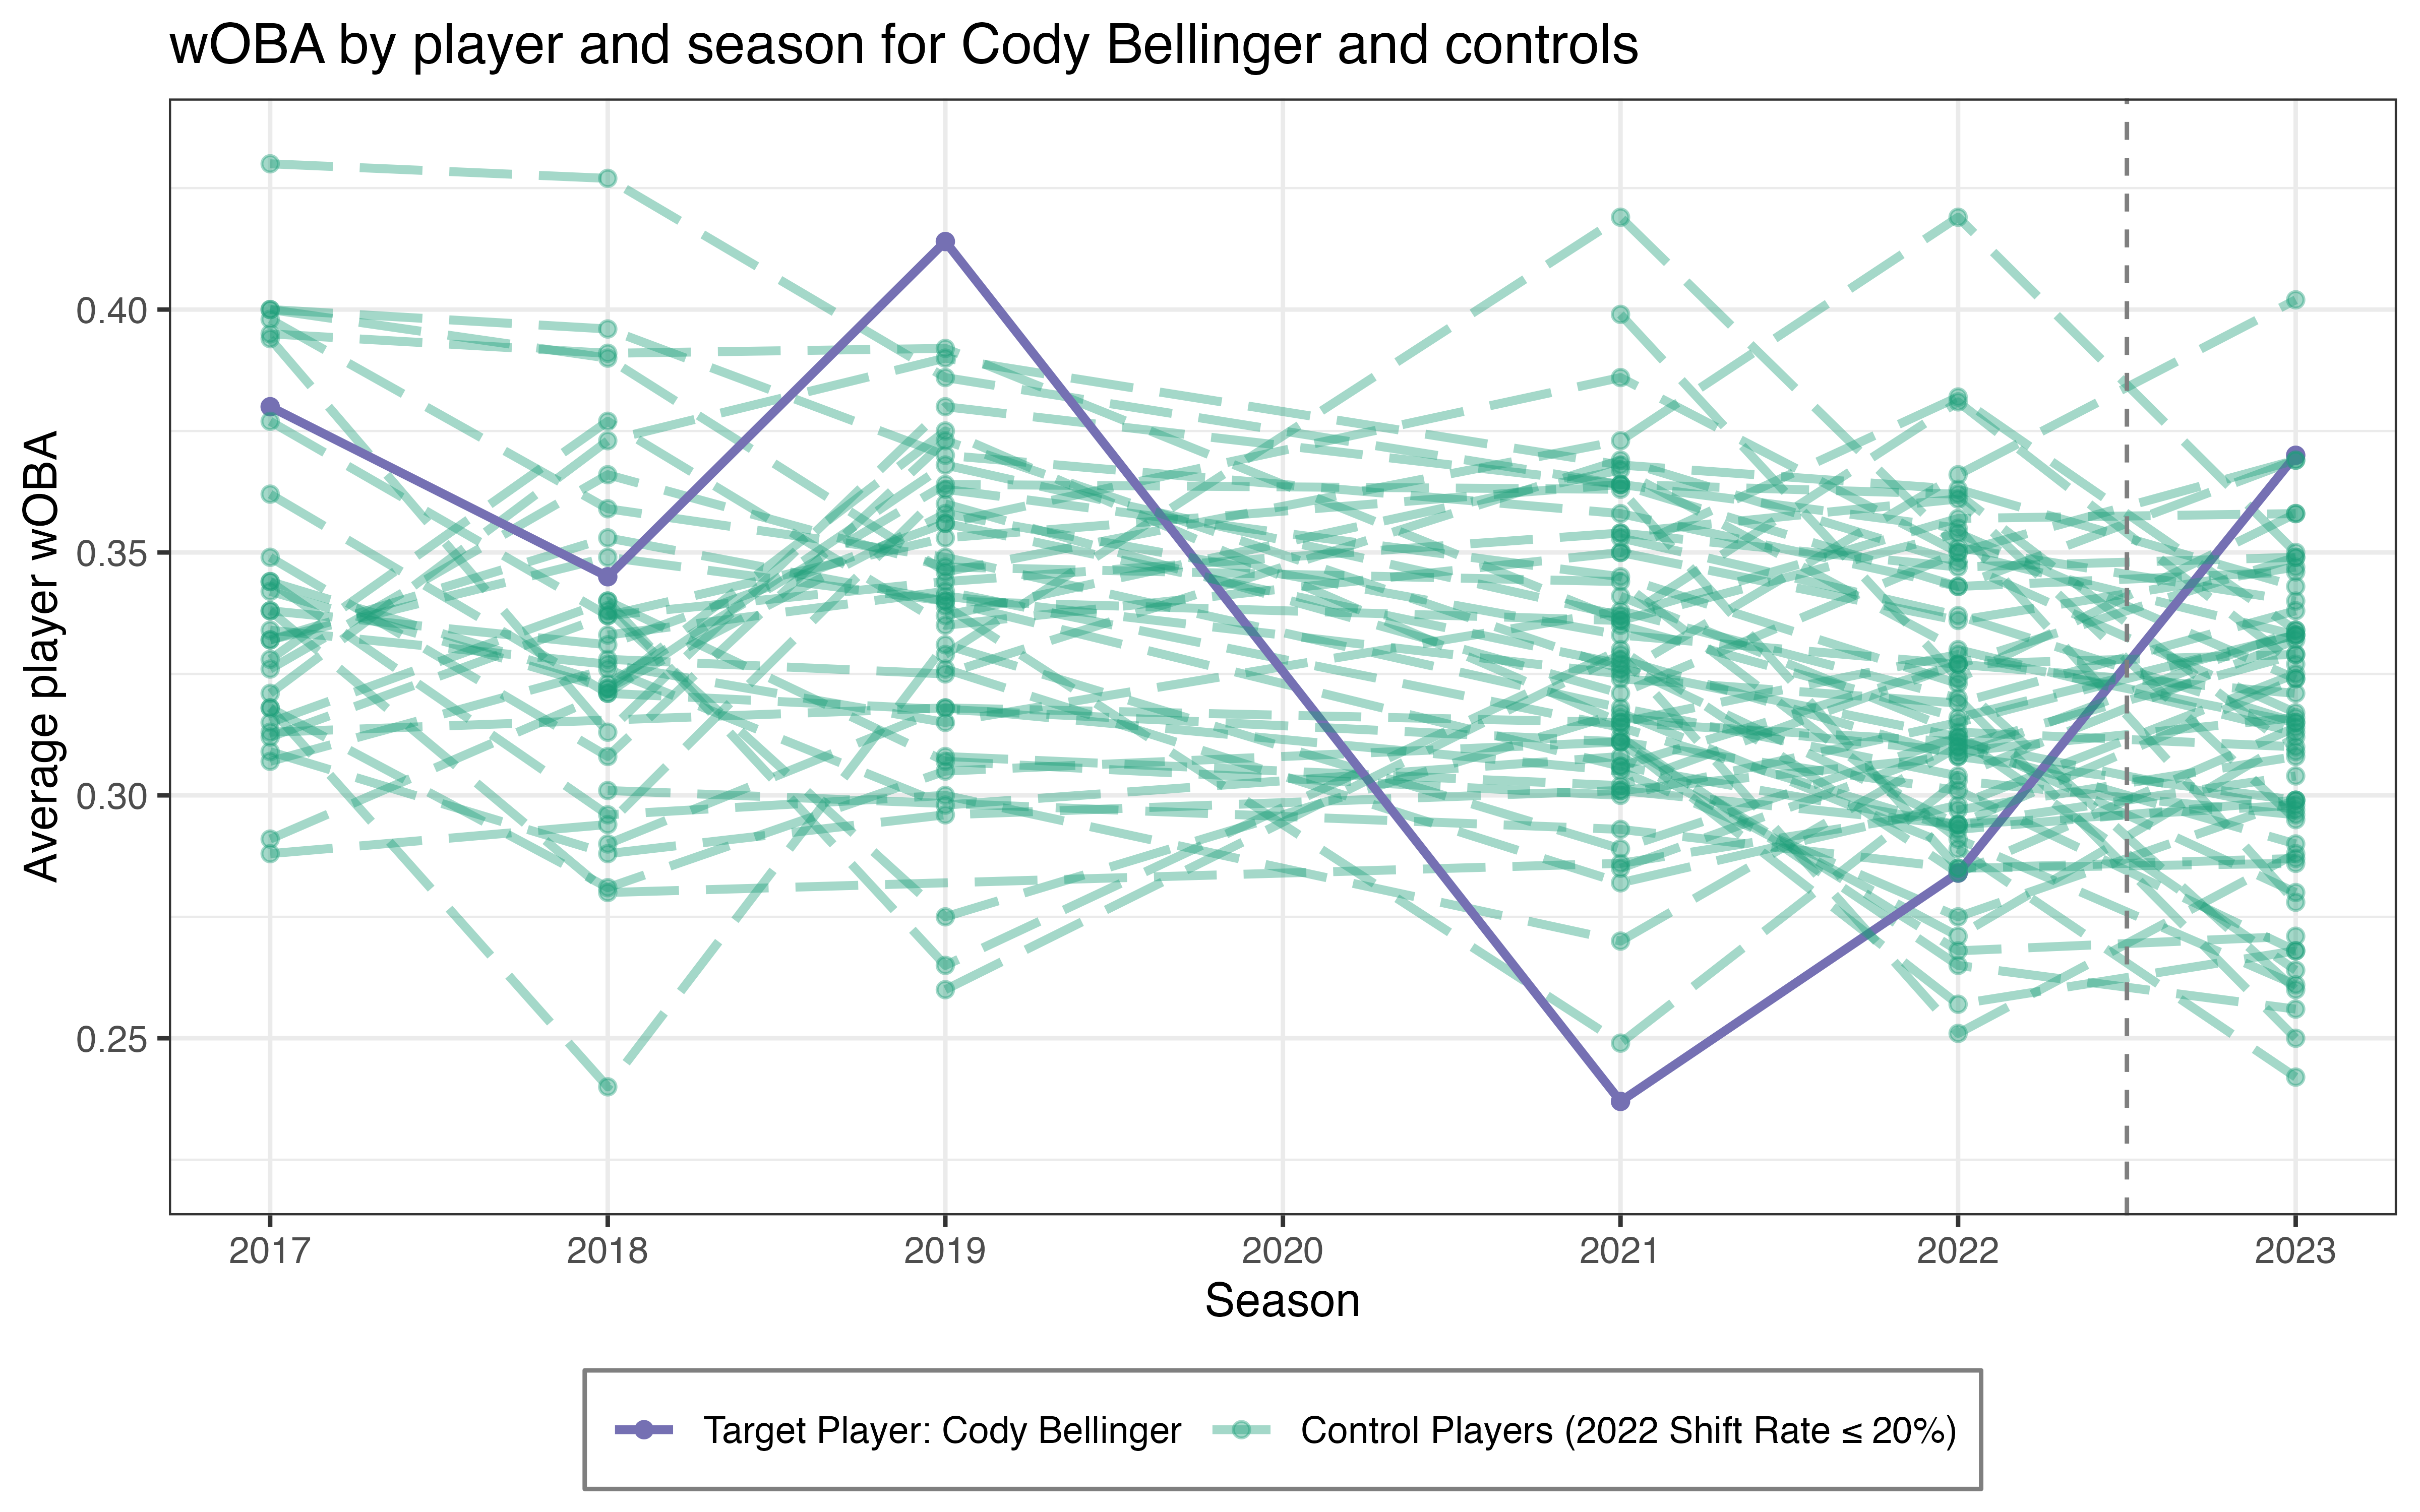 wOBA by player and season for Cody Bellinger and controls
Average player wOBA
0.40
0.35
0.30
0.25
2017 2018 2019 2020 2021 2022 2023
Season
Target Player: Cody Bellinger Control Players (2022 Shift Rate ≤ 20%)